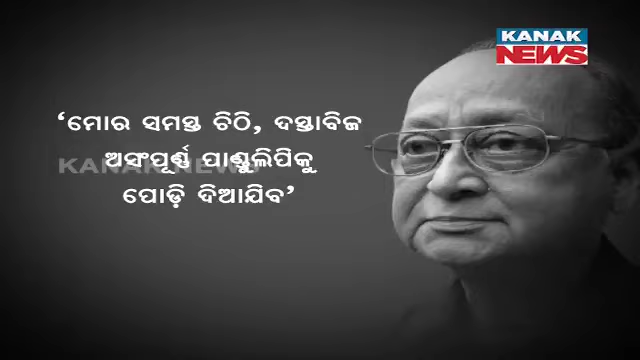 KANAK
NEWS
‘ମୋର ସମସ୍ତ ଚିଠି, ଦସ୍ତାବିଜ
ଅସଂପୂର୍ଣ୍ଣ ପାଣ୍ଡୁଲିପିକୁ
KANAK NEWS
ପୋଡ଼ି ଦିଆଯିବ’